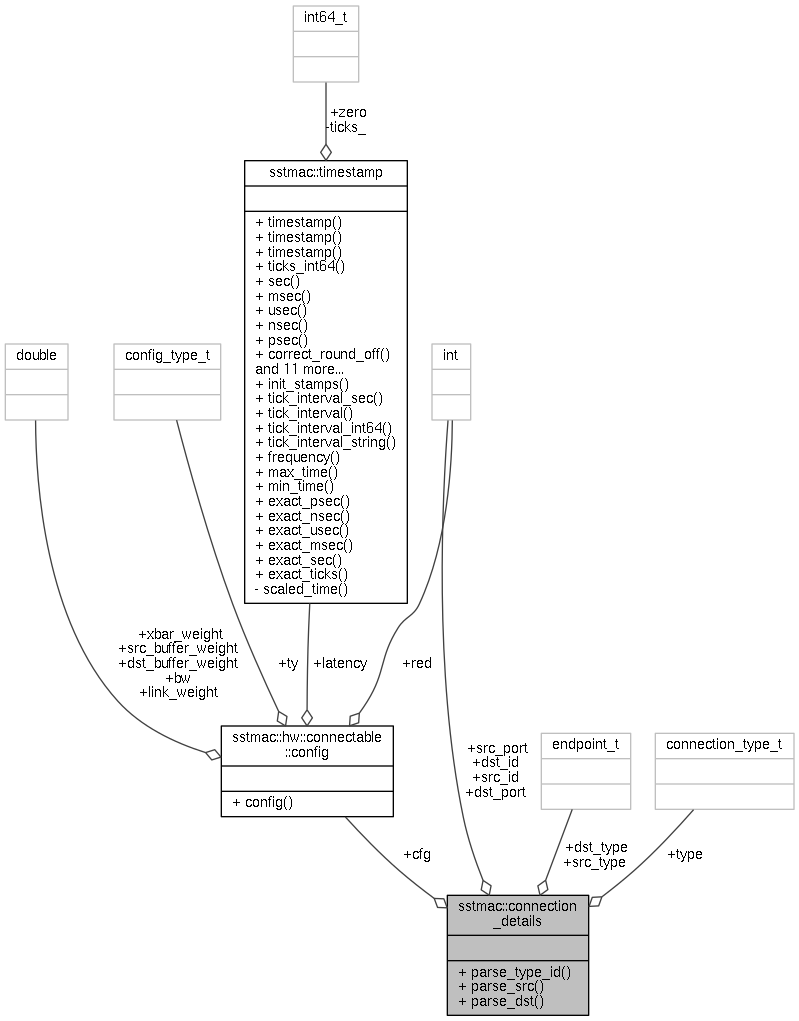 int64_t
+zero
-ticks_
sstmac::timestamp
+ timestamp()
+ timestamp()
+ timestamp()
+ ticks_int64()
+ sec()
+ msec()
+ usec()
+ nsec()
+ psec()
+ correct_round_off()
and 11 more...
+ init_stamps()
+ tick_interval_sec()
+ tick_interval()
+ tick_interval_int64()
+ tick_interval_string()
+ frequency()
+ max_time()
+ min_time()
+ exact_psec()
+ exact_nsec()
+ exact_usec()
+ exact_msec()
+ exact_sec()
+ exact_ticks()
- scaled_time()
double
config_type_t
int
+xbar_weight
+src_buffer_weight
+dst_buffer_weight
+bw
+link_weight
+ty
+latency
+red
sstmac::hw::connectable
::config
+ config()
+src_port
+dst_id
+src_id
+dst_port
endpoint_t
connection_type_t
+cfg
+dst_type
+src_type
+type
sstmac::connection
_details
+ parse_type_id()
+ parse_src()
+ parse_dst()